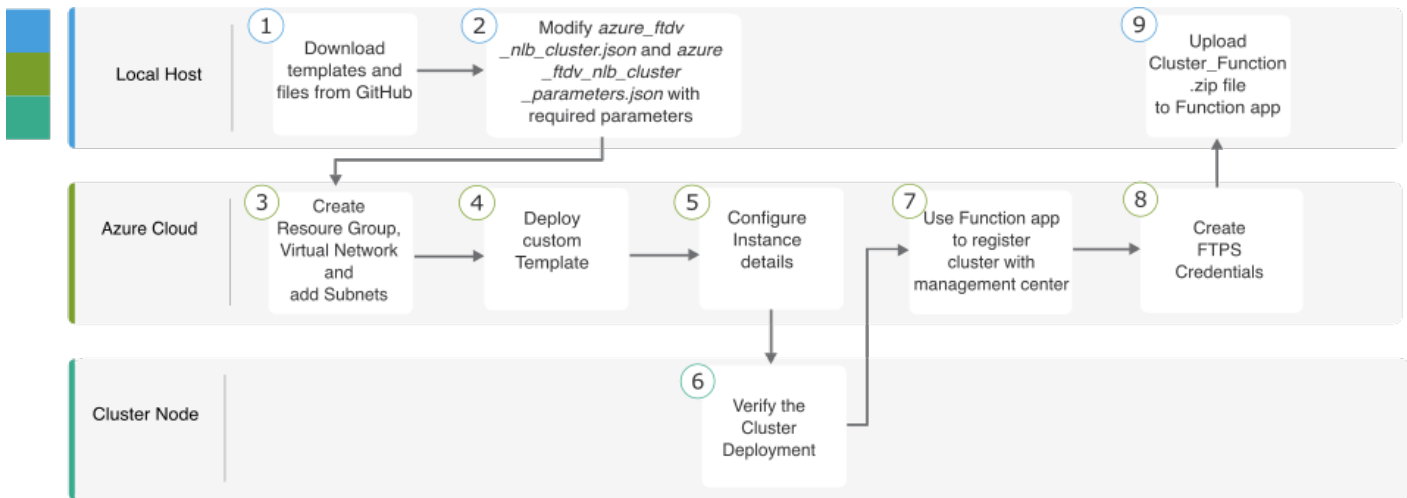 Local Host
1
Download
templates and
files from GitHub
2
Modify azure_ftdv
_nlb_cluster.json and azure
_ftdv_nlb_cluster
_parameters.json with
required parameters
9
Upload
Cluster_Function
.zip file
to Function app
Azure Cloud
3
Create
Resoure Group,
Virtual Network
and
add Subnets
4
Deploy
custom
Template
5
Configure
Instance
details
7
Use Function app
to register
cluster with
management center
8
Create
FTPS
Credentials
Cluster Node
6
Verify the
Cluster
Deployment